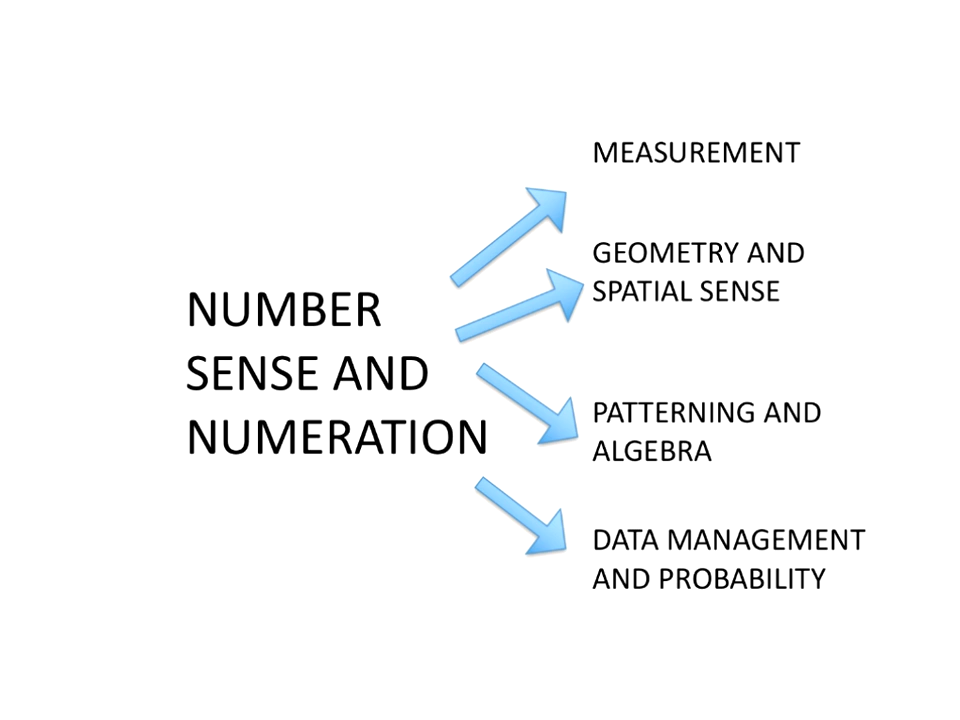 NUMBER
SENSE AND
NUMERATION
MEASUREMENT
GEOMETRY AND
SPATIAL SENSE
PATTERNING AND
ALGEBRA
DATA MANAGEMENT
AND PROBABILITY